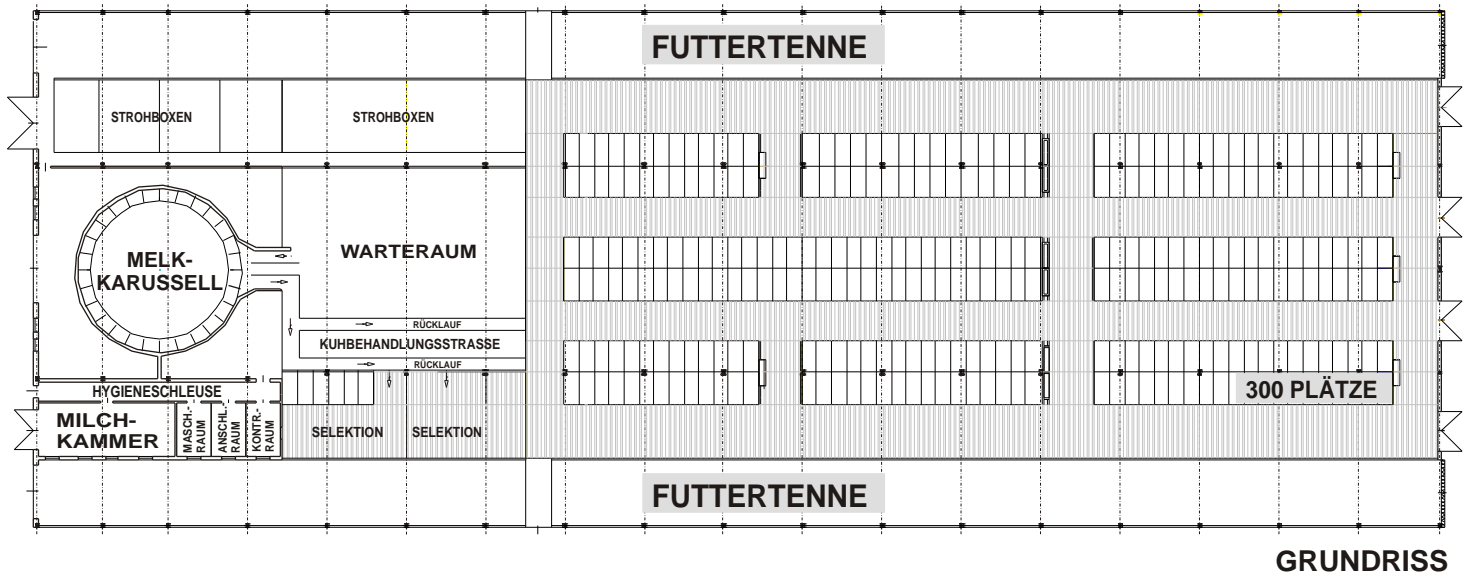 FUTTERTENNE
STROHBOXEN
STROHBOXEN
MELK-
KARUSSELL
WARTERAUM
RÜCKLAUF
KUHBEHANDLUNGSSTRASSE
RÜCKLAUF
HYGIENESCHLEUSE
MILCH-
KAMMER
MASCH.-
RAUM
ANSCHL.-
RAUM
KONTR.-
RAUM
SELEKTION
SELEKTION
300 PLÄTZE
FUTTERTENNE
GRUNDRISS